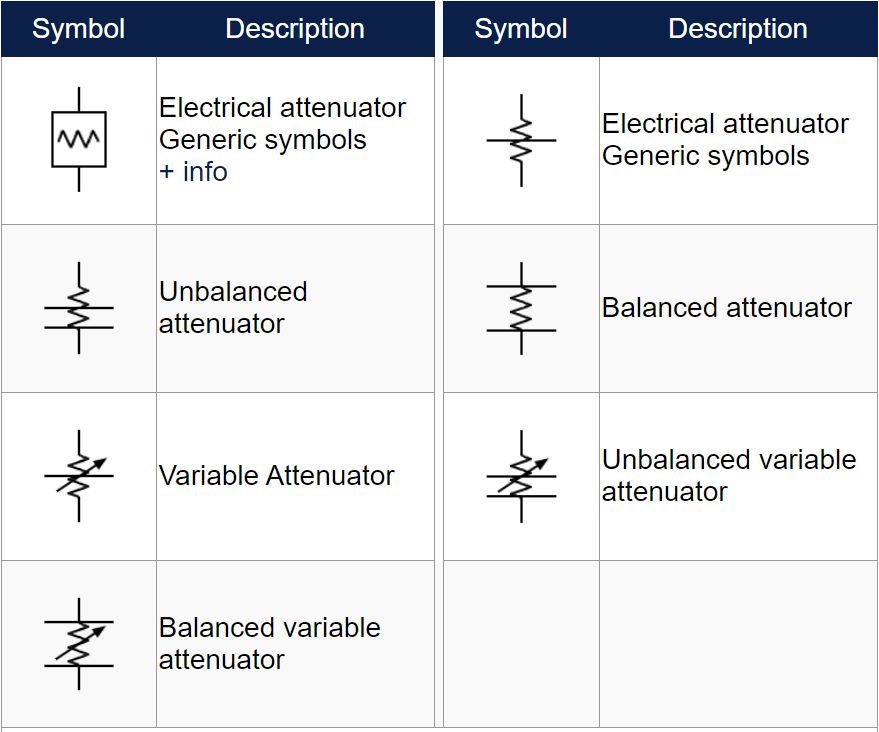 Symbol Description Symbol Description
Electrical attenuator
Generic symbols
+ info
Electrical attenuator
Generic symbols
Unbalanced
attenuator
Balanced attenuator
Variable Attenuator
Unbalanced variable
attenuator
Balanced variable
attenuator